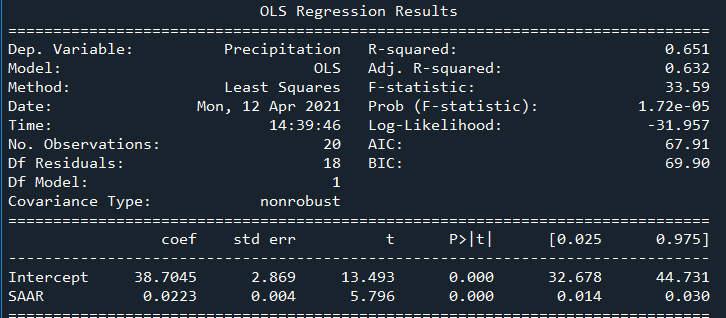 OLS Regression Results
==============================================================================
Dep. Variable:          Precipitation   R-squared:                       0.651
Model:                            OLS   Adj. R-squared:                  0.632
Method:                 Least Squares   F-statistic:                     33.59
Date:                Mon, 12 Apr 2021   Prob (F-statistic):           1.72e-05
Time:                        14:39:46   Log-Likelihood:                -31.957
No. Observations:                  20   AIC:                             67.91
Df Residuals:                      18   BIC:                             69.90
Df Model:                           1
Covariance Type:            nonrobust
==============================================================================
                 coef    std err          t      P>|t|      [0.025      0.975]
------------------------------------------------------------------------------
Intercept     38.7045      2.869     13.493      0.000      32.678      44.731
SAAR           0.0223      0.004      5.796      0.000       0.014       0.030
==============================================================================